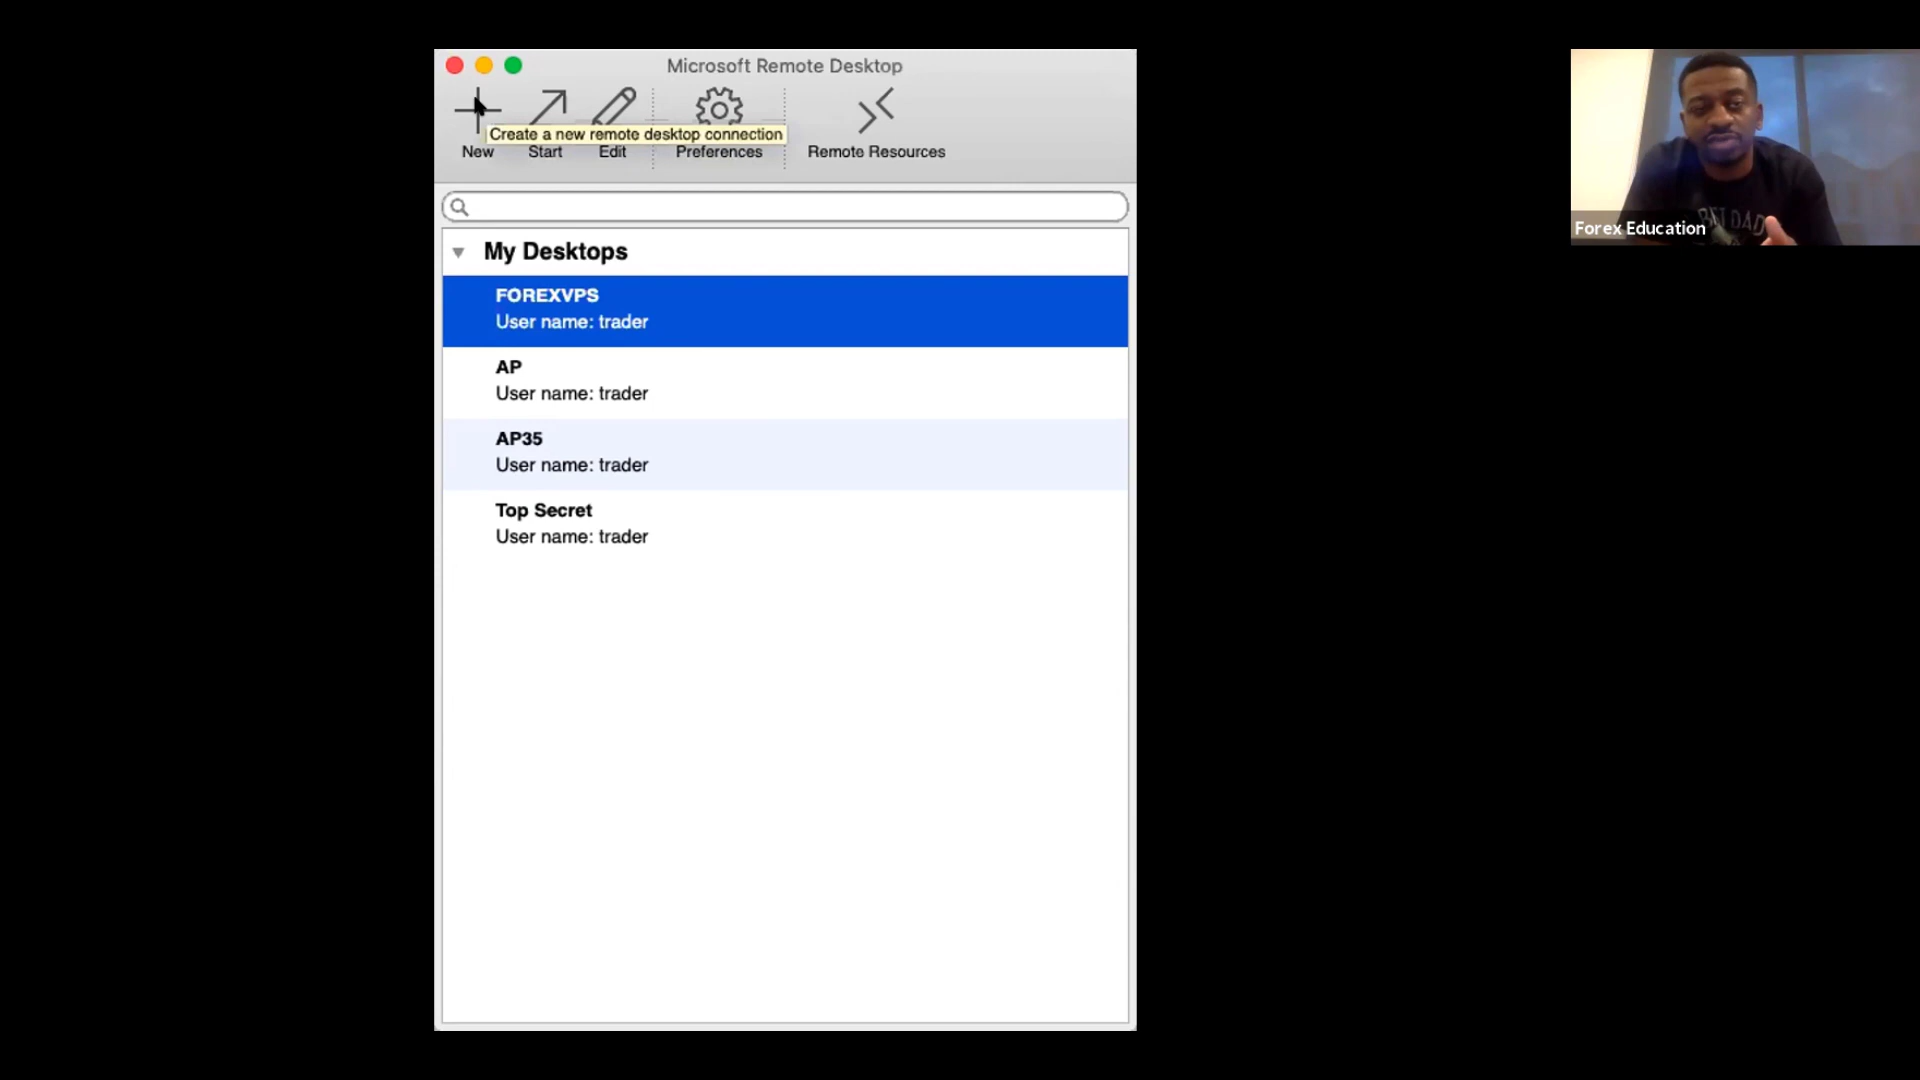 Microsoft Remote Desktop
Create a new remote desktop connection
New
Start
Edit
Preferences
Remote Resources
My Desktops
FOREXVPS
User name: trader
AP
User name: trader
AP35
User name: trader
Top Secret
User name: trader
Forex Education